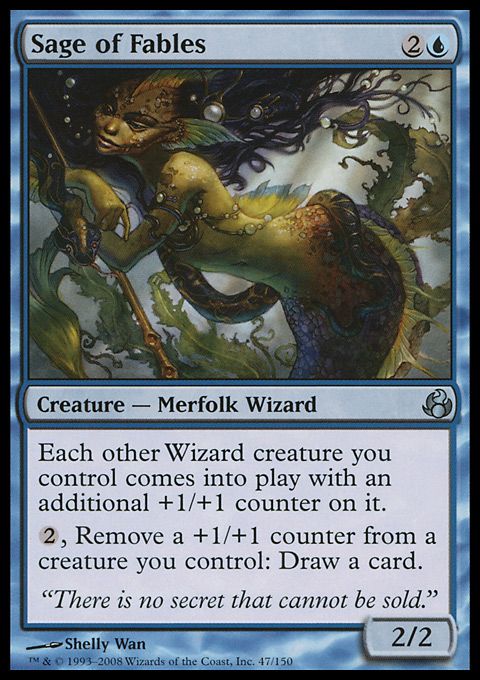 Sage of Fables 2
Creature — Merfolk Wizard
Each other Wizard creature you
control comes into play with an
additional +1/+1 counter on it.
2, Remove a +1/+1 counter from a
creature you control: Draw a card.
“There is no secret that cannot be sold.”
Shelly Wan
2/2
™ & © 1993–2008 Wizards of the Coast, Inc. 47/150